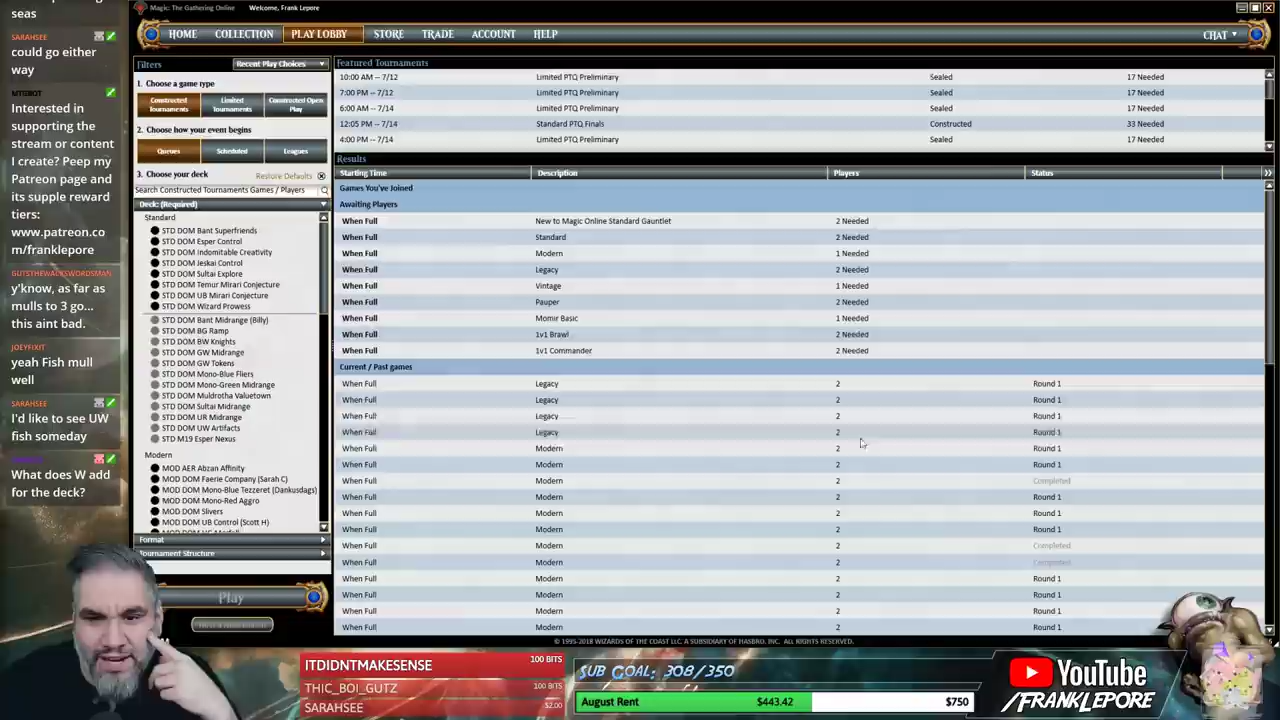 SARAHSEE
could go either
way
MTIEBOT
Interested in
supporting the
stream or content
I create? Peep my
Patreon page and
its supple reward
tiers:
www.patreon.co
m/franklepore
GUTSTHEWACKSWORDSMAN
y'know, as far as
mulls to 3 go...
this aint bad.
JOEYFIXIT
yeah Fish mull
well
SARAHSEE
I'd like to see UW
fish someday
What does W add
for the deck?
Magic: The Gathering Online Welcome, Frank Lepore
HOME COLLECTION PLAY LOBBY STORE TRADE ACCOUNT HELP CHAT
Filters Recent Play Choices
1. Choose a game type
Constructed Tournaments Limited Tournaments Constructed Open Play
2. Choose how your event begins
Queues Scheduled Leagues
3. Choose your deck Restore Defaults
Search Constructed Tournaments Games / Players
Deck: (Required)
Standard
STD DOM Bant Superfriends
STD DOM Esper Control
STD DOM Indomitable Creativity
STD DOM Jeskai Control
STD DOM Sultai Explore
STD DOM Temur Mirari Conjecture
STD DOM UB Mirari Conjecture
STD DOM Wizard Prowess
STD DOM Bant Midrange (Billy)
STD DOM BG Ramp
STD DOM BW Knights
STD DOM GW Midrange
STD DOM GW Tokens
STD DOM Mono-Blue Fliers
STD DOM Mono-Green Midrange
STD DOM Muldrotha Valuetown
STD DOM Sultai Midrange
STD DOM UR Midrange
STD DOM UW Artifacts
STD M19 Esper Nexus
Modern
MOD AER Abzan Affinity
MOD DOM Faerie Company (Sarah C)
MOD DOM Mono-Blue Tezzeret (Dankusdags)
MOD DOM Mono-Red Aggro
MOD DOM Slivers
MOD DOM UB Control (Scott H)
Format
Tournament Structure
Play
Featured Tournaments
10:00 AM -- 7/12 Limited PTQ Preliminary Sealed 17 Needed
7:00 PM -- 7/12 Limited PTQ Preliminary Sealed 17 Needed
6:00 AM -- 7/14 Limited PTQ Preliminary Sealed 17 Needed
12:05 PM -- 7/14 Standard PTQ Finals Constructed 33 Needed
4:00 PM -- 7/14 Limited PTQ Preliminary Sealed 17 Needed
Results
Starting Time Description Players Status
Games You've Joined
Awaiting Players
When Full New to Magic Online Standard Gauntlet 2 Needed
When Full Standard 2 Needed
When Full Modern 1 Needed
When Full Legacy 2 Needed
When Full Vintage 1 Needed
When Full Pauper 2 Needed
When Full Momir Basic 1 Needed
When Full 1v1 Brawl 2 Needed
When Full 1v1 Commander 2 Needed
Current / Past games
When Full Legacy 2 Round 1
When Full Legacy 2 Round 1
When Full Legacy 2 Round 1
When Full Legacy 2 Round 1
When Full Modern 2 Round 1
When Full Modern 2 Round 1
When Full Modern 2 Completed
When Full Modern 2 Round 1
When Full Modern 2 Round 1
When Full Modern 2 Round 1
When Full Modern 2 Completed
When Full Modern 2 Completed
When Full Modern 2 Round 1
When Full Modern 2 Round 1
When Full Modern 2 Round 1
When Full Modern 2 Round 1
© 1995-2018 WIZARDS OF THE COAST LLC, A SUBSIDIARY OF HASBRO, INC. ALL RIGHTS RESERVED.
ITDIDNTMAKESENSE 100 BITS
THIC_BOI_GUTZ 100 BITS
SARAHSEE $2.00
SUB GOAL: 308/350
August Rent $443.42 $750
YouTube
/FRANKLEPORE